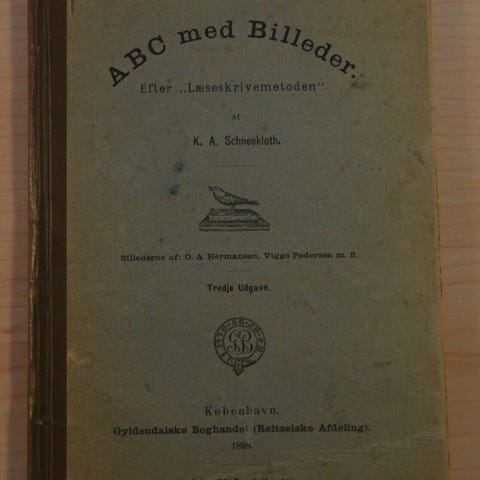 ABC med Billeder.
Efter „Læseskrivemetoden“.
AF
K. A. Schneekloth.
Billederne af: O. A. Hermansen, Viggo Pedersen m. fl.
Tredje Udgave.
København.
Gyldendalske Boghandel (Reitzelske Afdeling).
1898.